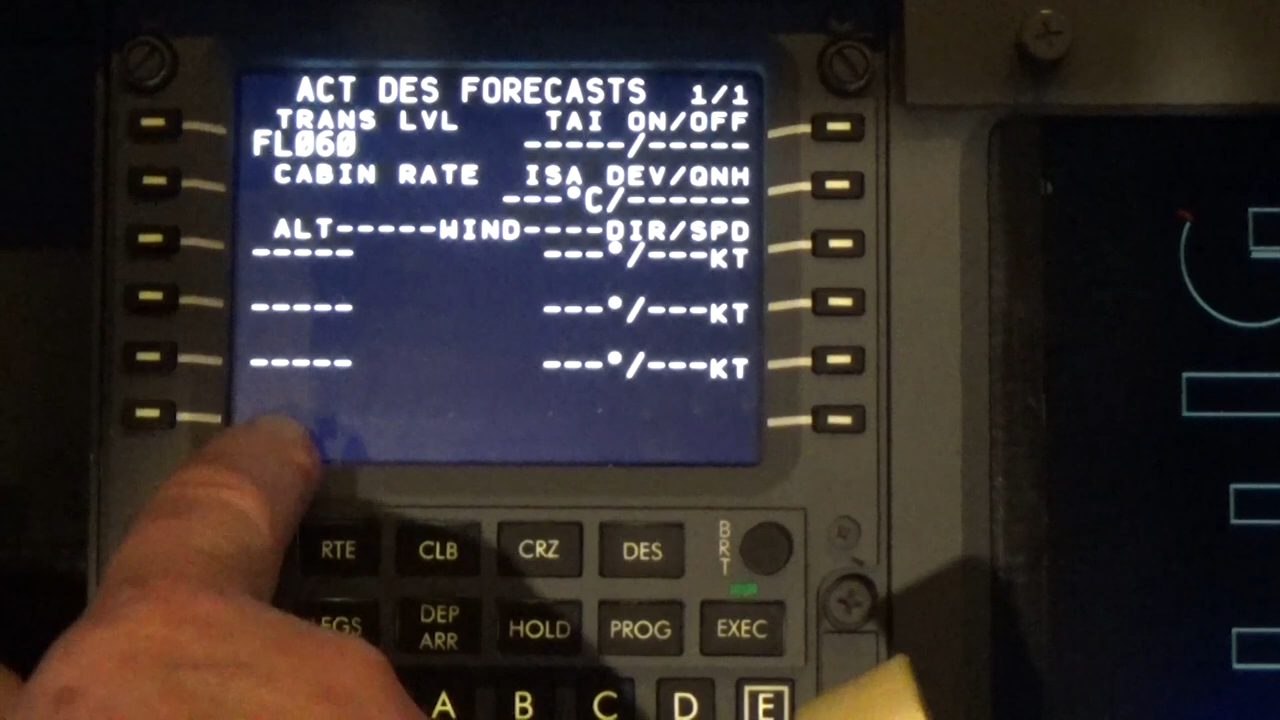 ACT DES FORECASTS 1/1
TRANS LVL TAI ON/OFF
FL060 -----/-----
CABIN RATE ISA DEV/QNH
---°C/------
ALT-----WIND----DIR/SPD
----- ---°/---KT
----- ---°/---KT
----- ---°/---KT
RTE CLB CRZ DES BRT
DEP ARR HOLD PROG EXEC
A B C D E